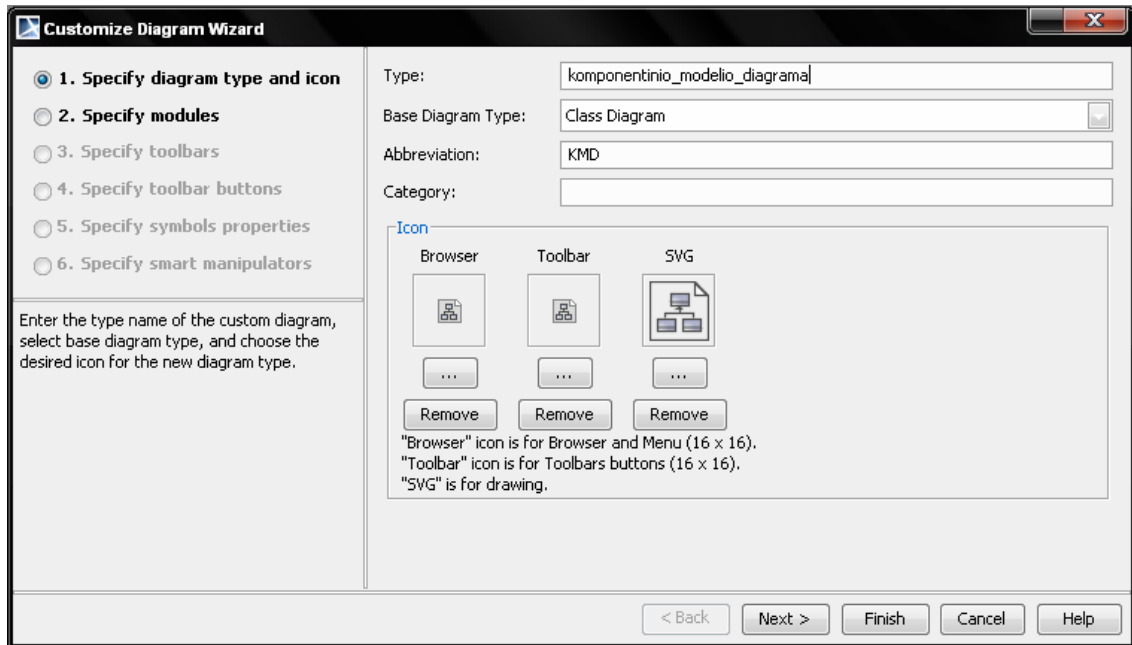 Customize Diagram Wizard
1. Specify diagram type and icon
2. Specify modules
3. Specify toolbars
4. Specify toolbar buttons
5. Specify symbols properties
6. Specify smart manipulators
Enter the type name of the custom diagram,
select base diagram type, and choose the
desired icon for the new diagram type.
Type: komponentinio_modelio_diagrama
Base Diagram Type: Class Diagram
Abbreviation: KMD
Category:
Icon
Browser Toolbar SVG
... ... ...
Remove Remove Remove
"Browser" icon is for Browser and Menu (16 x 16).
"Toolbar" icon is for Toolbars buttons (16 x 16).
"SVG" is for drawing.
< Back Next > Finish Cancel Help